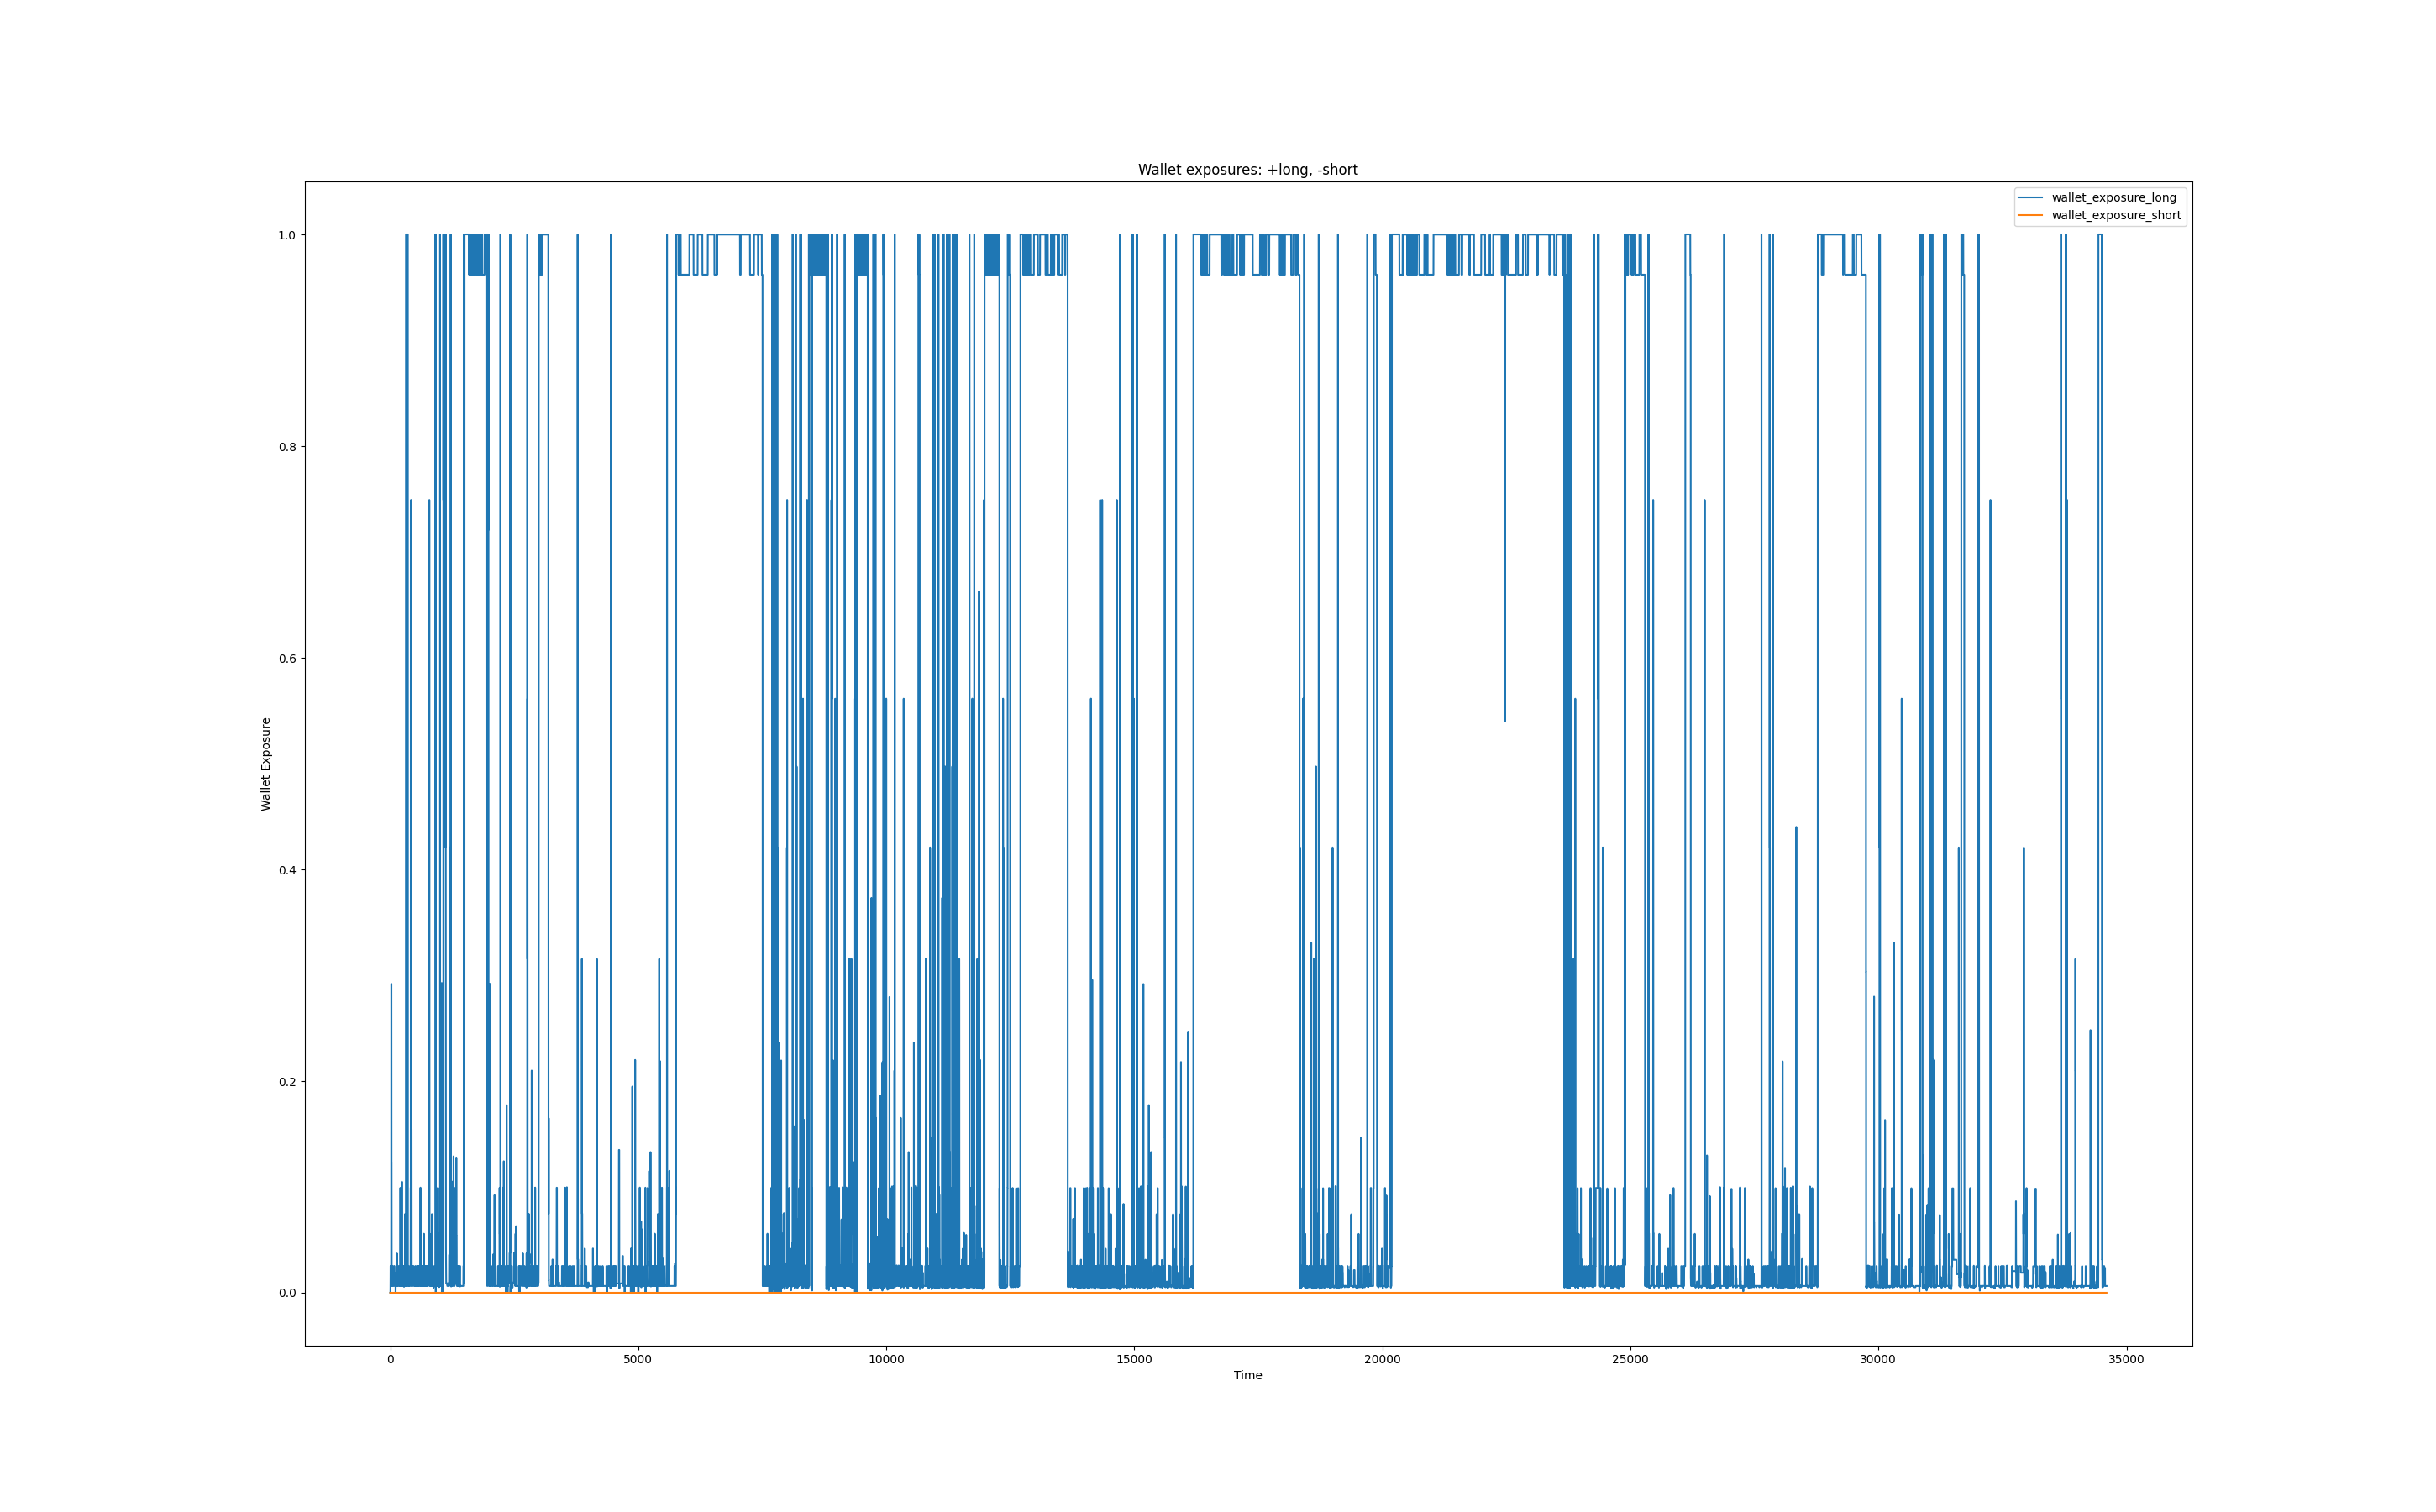 Wallet exposures: +long, -short
wallet_exposure_long
wallet_exposure_short
1.0
0.8
0.6
0.4
0.2
0.0
Wallet Exposure
0 5000 10000 15000 20000 25000 30000 35000
Time